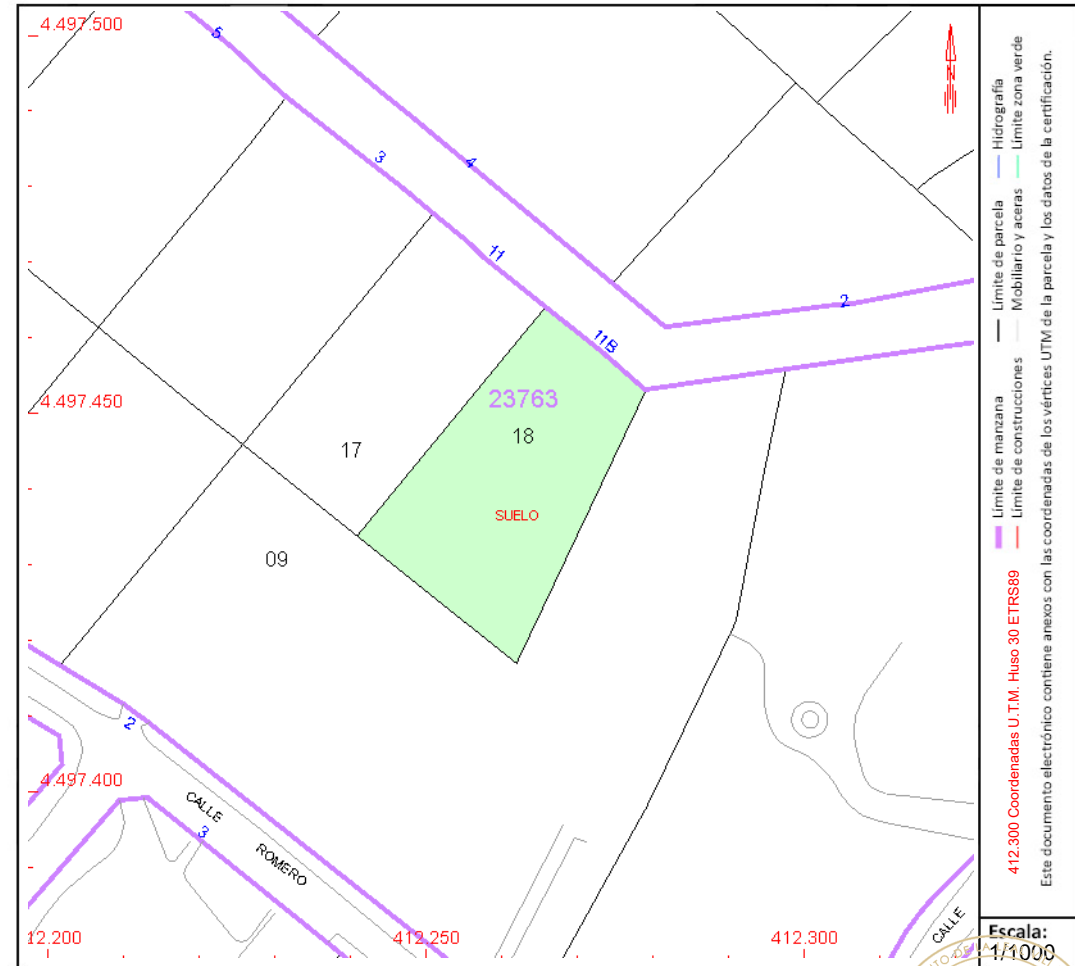 4.497.500
5
3
4
11
2
11B
4.497.450
23763
18
17
SUELO
09
2
4.497.400
CALLE
3
ROMERO
CALLE
12.200
412.250
412.300
N
Hidrografía
Límite zona verde
Límite de parcela
Mobiliario y aceras
Límite de manzana
Límite de construcciones
412.300 Coordenadas U.T.M. Huso 30 ETRS89
Este documento electrónico contiene anexos con las coordenadas de los vértices UTM de la parcela y los datos de la certificación.
Escala:
1/1000